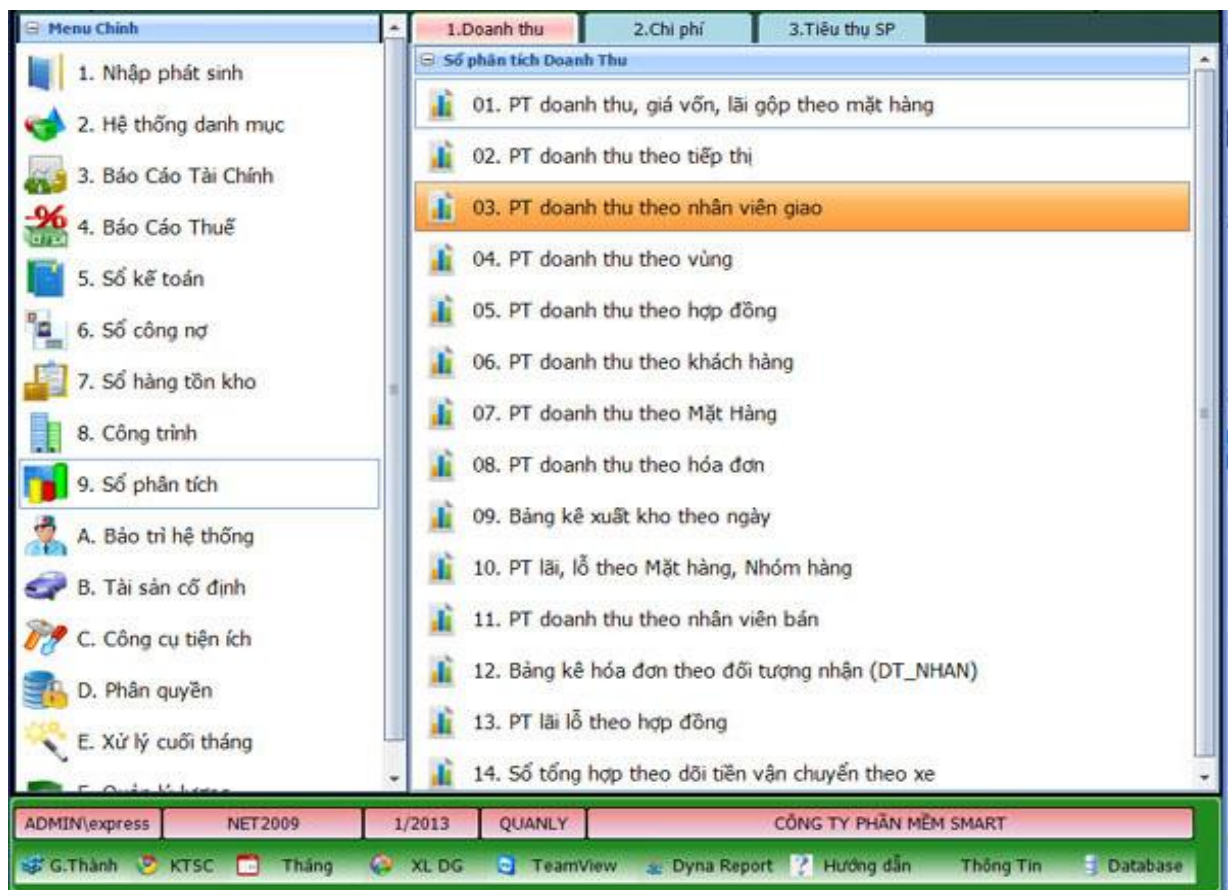 Menu Chính
1. Nhập phát sinh
2. Hệ thống danh mục
3. Báo Cáo Tài Chính
4. Báo Cáo Thuế
5. Sổ kế toán
6. Sổ công nợ
7. Sổ hàng tồn kho
8. Công trình
9. Sổ phân tích
A. Bảo trì hệ thống
B. Tài sản cố định
C. Công cụ tiện ích
D. Phân quyền
E. Xử lý cuối tháng
1.Doanh thu 2.Chi phí 3.Tiêu thụ SP
Sổ phân tích Doanh Thu
01. PT doanh thu, giá vốn, lãi gộp theo mặt hàng
02. PT doanh thu theo tiếp thị
03. PT doanh thu theo nhân viên giao
04. PT doanh thu theo vùng
05. PT doanh thu theo hợp đồng
06. PT doanh thu theo khách hàng
07. PT doanh thu theo Mặt Hàng
08. PT doanh thu theo hóa đơn
09. Bảng kê xuất kho theo ngày
10. PT lãi, lỗ theo Mặt hàng, Nhóm hàng
11. PT doanh thu theo nhân viên bán
12. Bảng kê hóa đơn theo đối tượng nhận (DT_NHAN)
13. PT lãi lỗ theo hợp đồng
14. Sổ tổng hợp theo dõi tiền vận chuyển theo xe
ADMIN\express NET2009 1/2013 QUANLY CÔNG TY PHẦN MỀM SMART
G.Thành KTSC Tháng XL DG TeamView Dyna Report Hướng dẫn Thông Tin Database